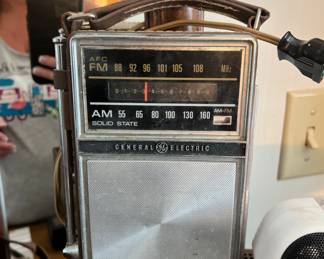 AFC
FM 88 92 96 101 105 108 MHz
AM 55 65 80 100 130 160 AM-FM
SOLID STATE
GENERAL GE ELECTRIC